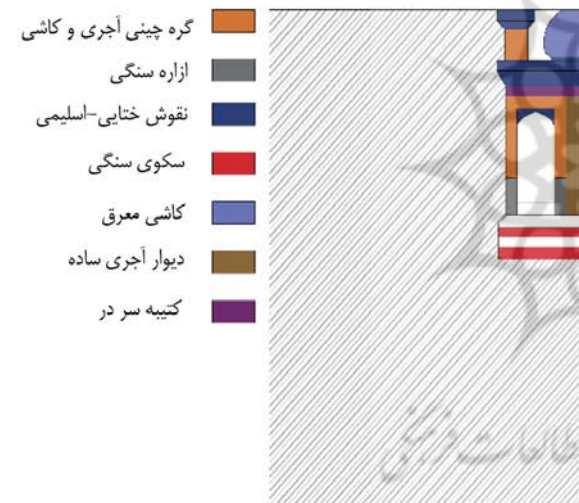 گره چینی آجری و کاشی
ازاره سنگی
نقوش ختایی-اسلیمی
سکوی سنگی
کاشی معرق
دیوار آجری ساده
کتیبه سر در